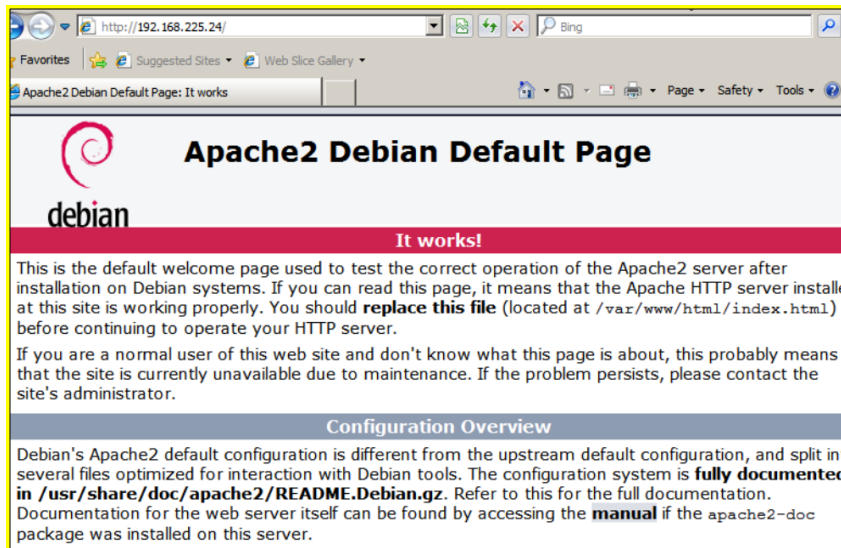 http://192.168.225.24/
Bing
Favorites Suggested Sites Web Slice Gallery
Apache2 Debian Default Page: It works Page Safety Tools
debian
Apache2 Debian Default Page
It works!
This is the default welcome page used to test the correct operation of the Apache2 server after
installation on Debian systems. If you can read this page, it means that the Apache HTTP server installe
at this site is working properly. You should replace this file (located at /var/www/html/index.html)
before continuing to operate your HTTP server.
If you are a normal user of this web site and don't know what this page is about, this probably means
that the site is currently unavailable due to maintenance. If the problem persists, please contact the
site's administrator.
Configuration Overview
Debian's Apache2 default configuration is different from the upstream default configuration, and split in
several files optimized for interaction with Debian tools. The configuration system is fully documented
in /usr/share/doc/apache2/README.Debian.gz. Refer to this for the full documentation.
Documentation for the web server itself can be found by accessing the manual if the apache2-doc
package was installed on this server.